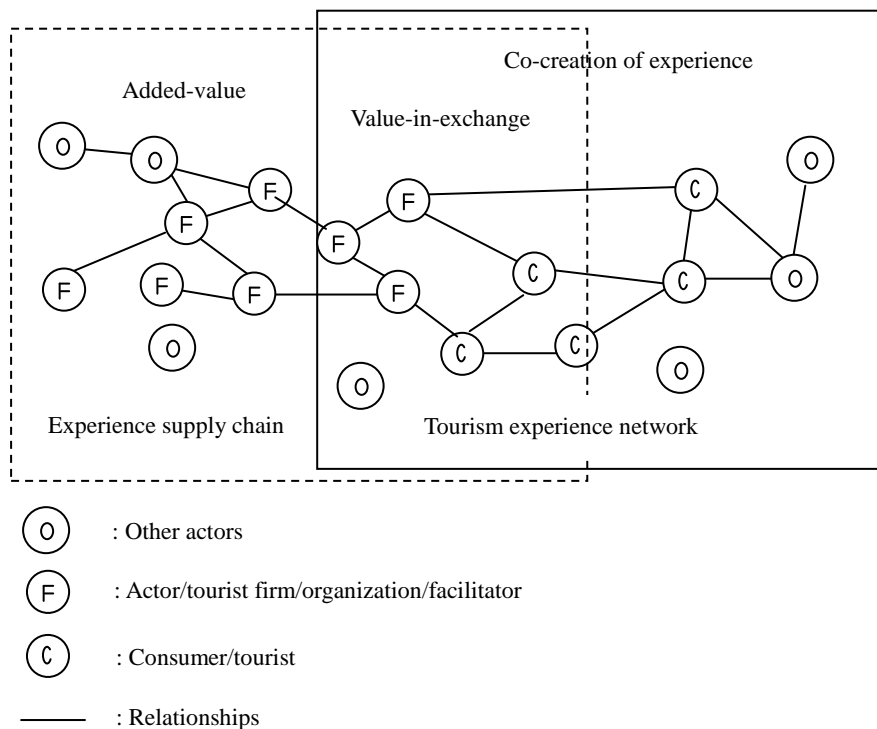 Co-creation of experience
Added-value
Value-in-exchange
O
O
O
F
C
F
F
F
C
C
O
F
F
F
F
C
C
O
O
O
Experience supply chain
Tourism experience network
O : Other actors
F : Actor/tourist firm/organization/facilitator
C : Consumer/tourist
: Relationships